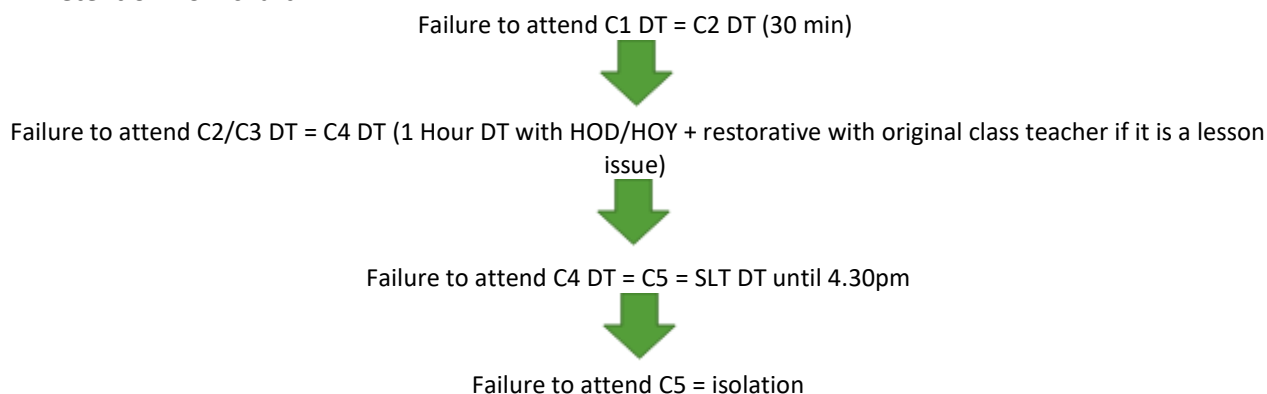 Failure to attend C1 DT = C2 DT (30 min)
Failure to attend C2/C3 DT = C4 DT (1 Hour DT with HOD/HOY + restorative with original class teacher if it is a lesson
issue)
Failure to attend C4 DT = C5 = SLT DT until 4.30pm
Failure to attend C5 = isolation